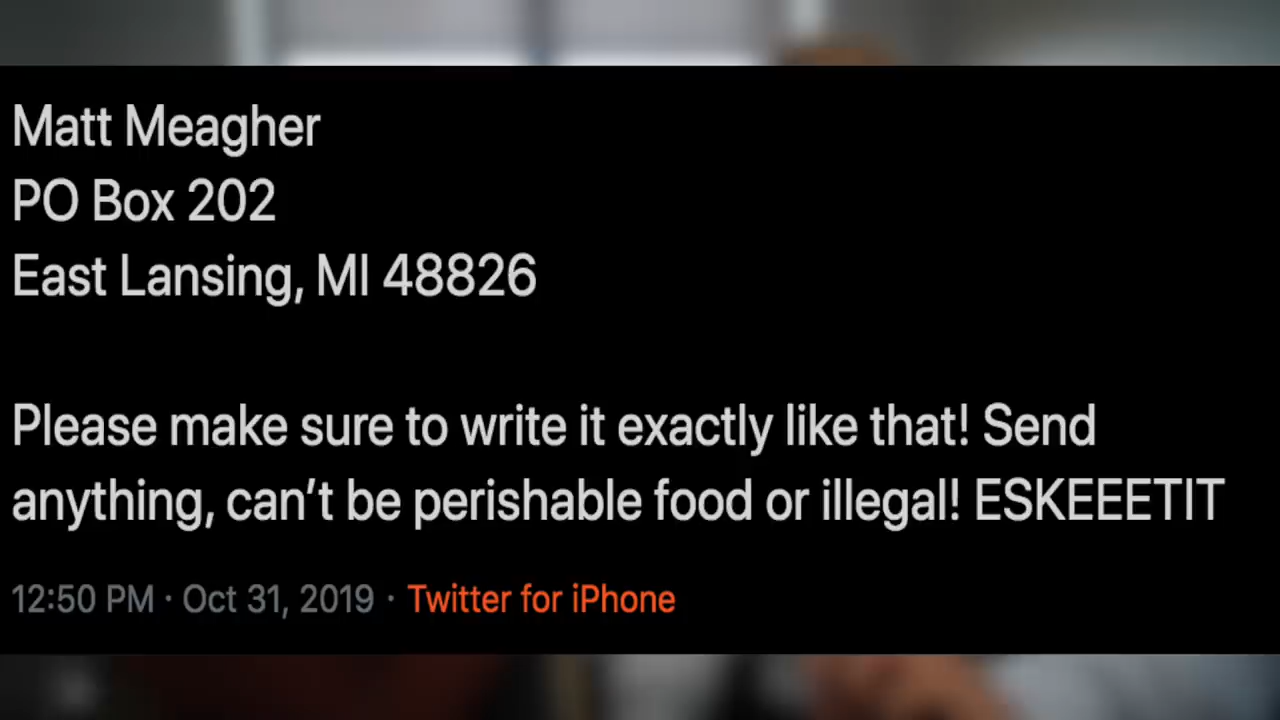 Matt Meagher
PO Box 202
East Lansing, MI 48826
Please make sure to write it exactly like that! Send
anything, can’t be perishable food or illegal! ESKEEETIT
12:50 PM · Oct 31, 2019 · Twitter for iPhone